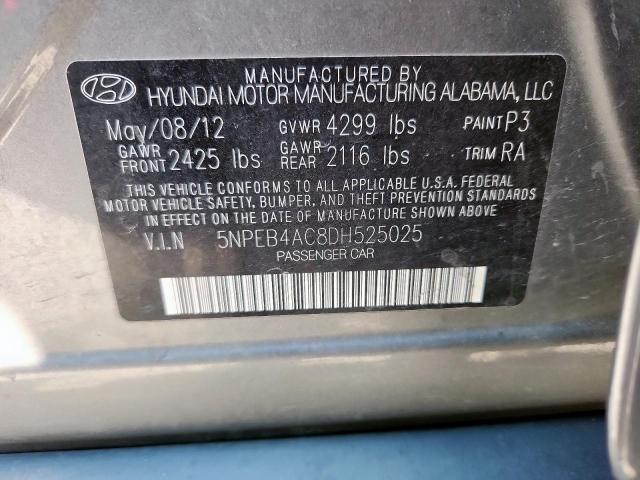 MANUFACTURED BY
HYUNDAI MOTOR MANUFACTURING ALABAMA, LLC
May/08/12 GVWR 4299 lbs PAINT P3
GAWR FRONT 2425 lbs GAWR REAR 2116 lbs TRIM RA
THIS VEHICLE CONFORMS TO ALL APPLICABLE U.S.A. FEDERAL
MOTOR VEHICLE SAFETY, BUMPER, AND THEFT PREVENTION STANDARDS
IN EFFECT ON THE DATE OF MANUFACTURE SHOWN ABOVE.
V.I.N 5NPEB4AC8DH525025
PASSENGER CAR